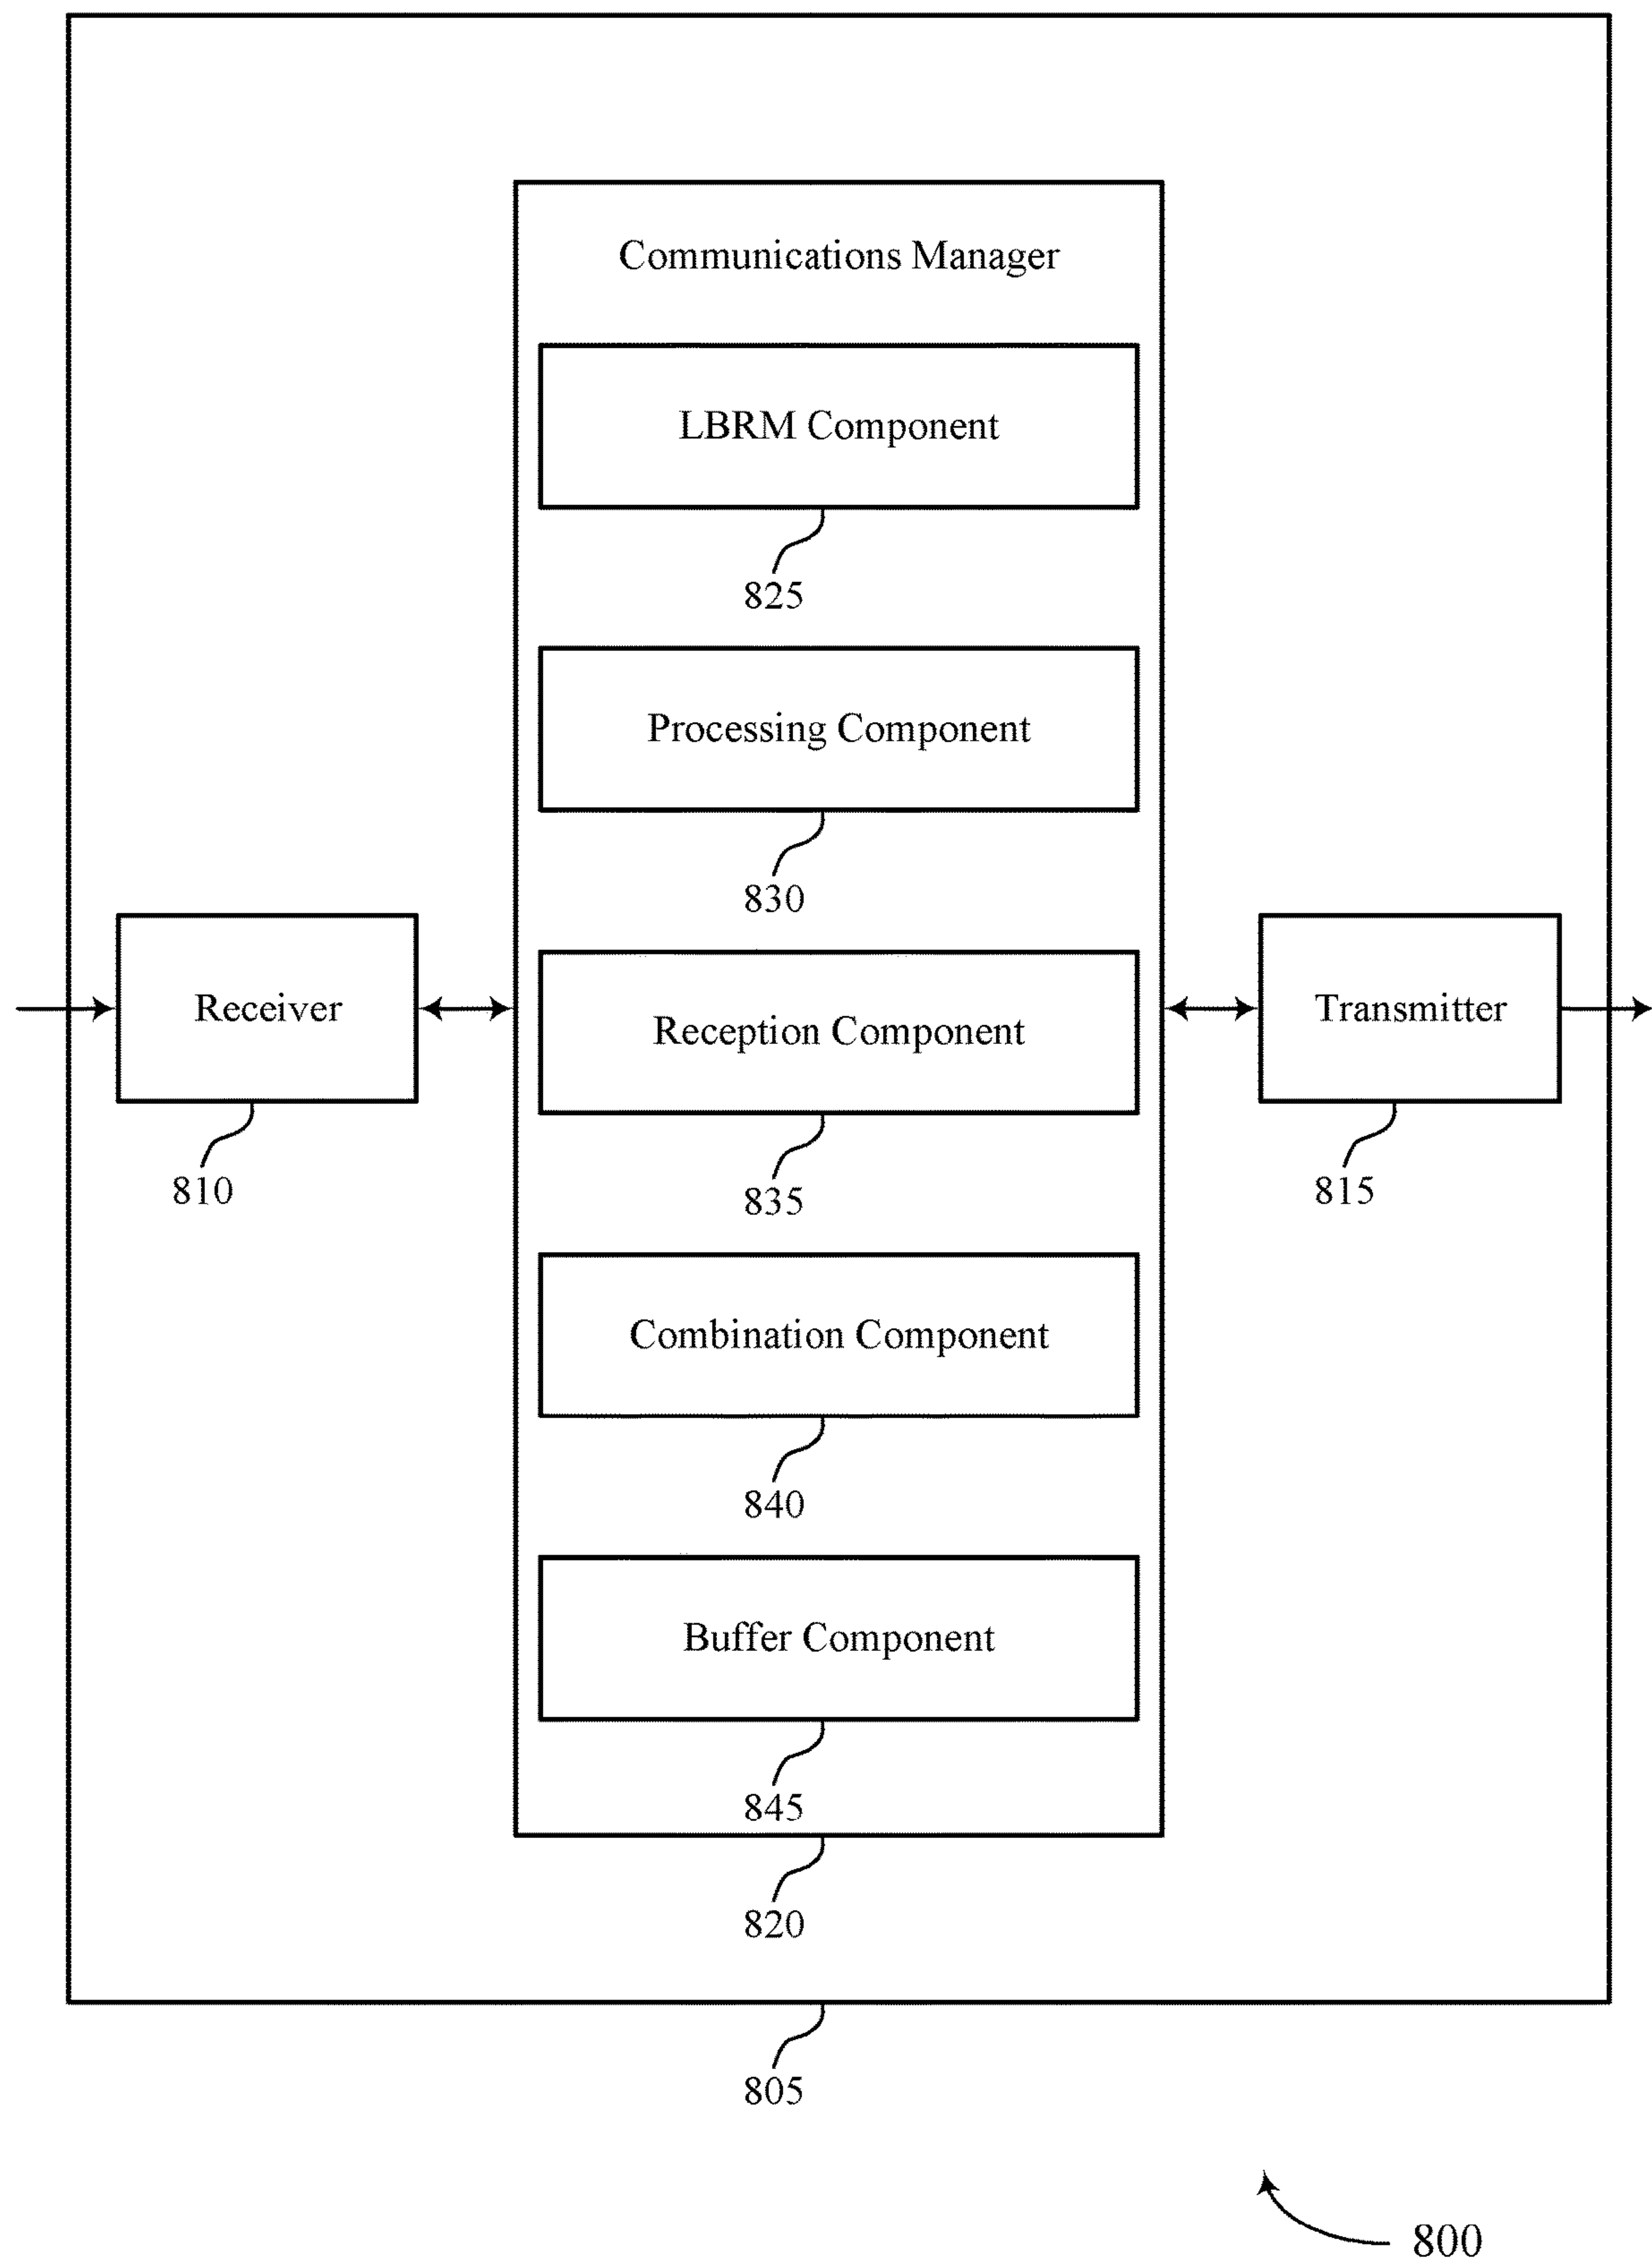 Communications Manager
LBRM Component
825
Processing Component
830
Receiver
810
Reception Component
835
Transmitter
815
Combination Component
840
Buffer Component
845
820
805
800